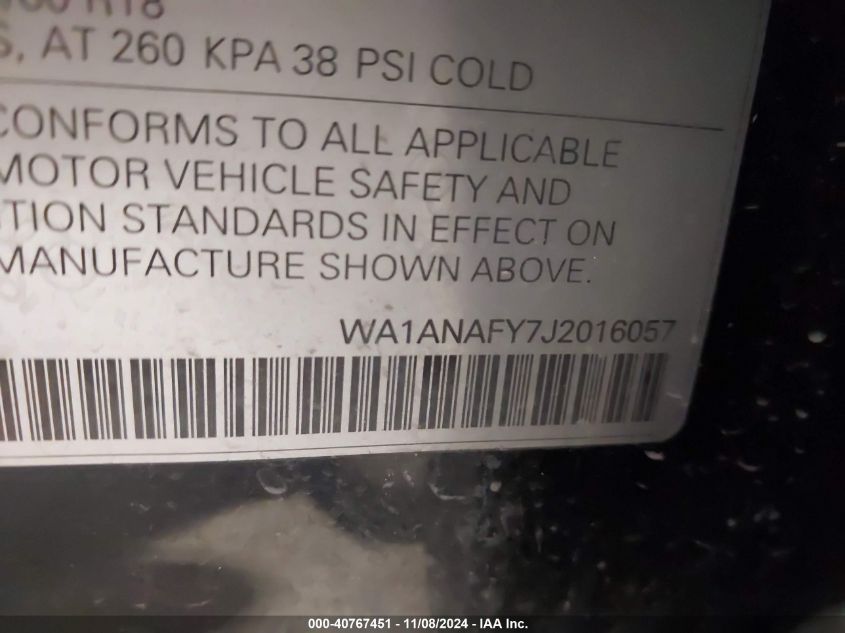 R18
, AT 260 KPA 38 PSI COLD
CONFORMS TO ALL APPLICABLE
MOTOR VEHICLE SAFETY AND
TION STANDARDS IN EFFECT ON
MANUFACTURE SHOWN ABOVE.
WA1ANAFY7J2016057
000-40767451 - 11/08/2024 - IAA Inc.